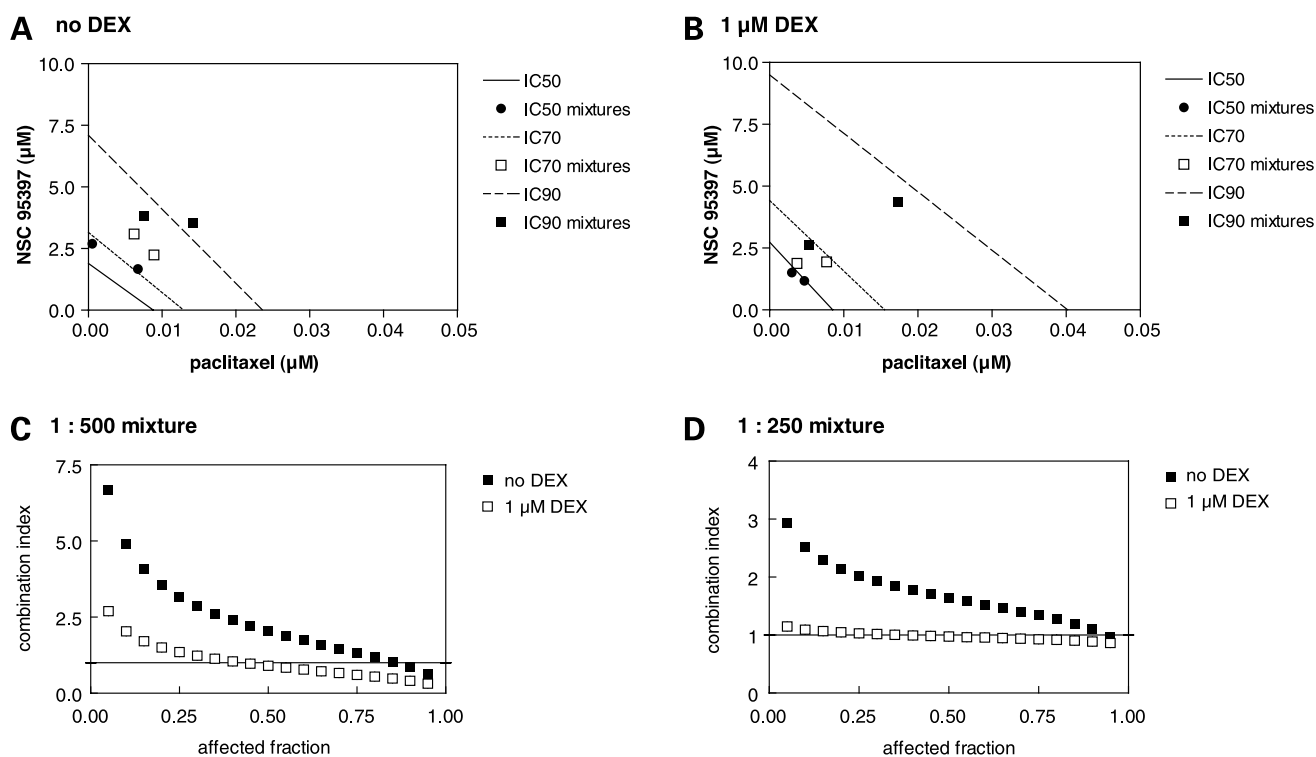 A no DEX
10.0
7.5
5.0
2.5
0.0
NSC 95397 (µM)
0.00 0.01 0.02 0.03 0.04 0.05
paclitaxel (µM)
IC50
IC50 mixtures
IC70
IC70 mixtures
IC90
IC90 mixtures
B 1 µM DEX
10.0
7.5
5.0
2.5
0.0
NSC 95397 (µM)
0.00 0.01 0.02 0.03 0.04 0.05
paclitaxel (µM)
IC50
IC50 mixtures
IC70
IC70 mixtures
IC90
IC90 mixtures
C 1 : 500 mixture
7.5
5.0
2.5
0.0
combination index
0.00 0.25 0.50 0.75 1.00
affected fraction
no DEX
1 µM DEX
D 1 : 250 mixture
4
3
2
1
0
combination index
0.00 0.25 0.50 0.75 1.00
affected fraction
no DEX
1 µM DEX